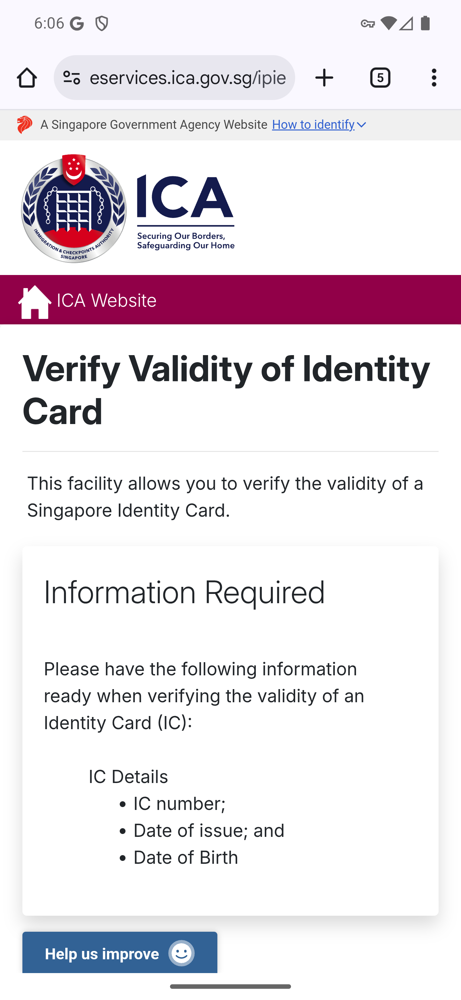 6:06
eservices.ica.gov.sg/ipie
5
A Singapore Government Agency Website How to identify
IMMIGRATION & CHECKPOINTS AUTHORITY
SINGAPORE
ICA
Securing Our Borders,
Safeguarding Our Home
ICA Website
Verify Validity of Identity
Card
This facility allows you to verify the validity of a
Singapore Identity Card.
Information Required
Please have the following information
ready when verifying the validity of an
Identity Card (IC):
IC Details
• IC number;
• Date of issue; and
• Date of Birth
Help us improve